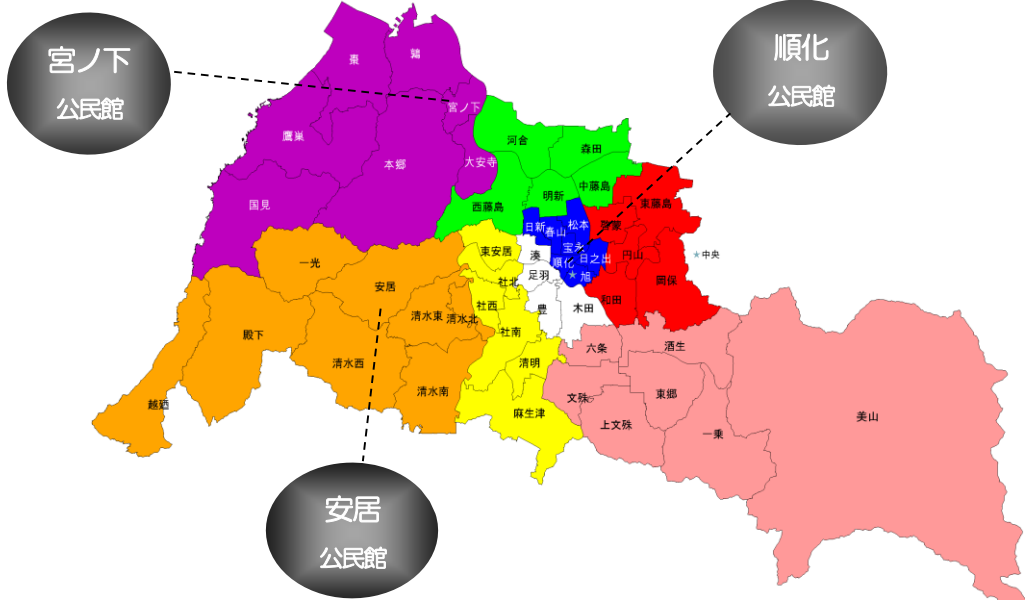 宮ノ下
公民館
順化
公民館
棗
鶉
宮ノ下
鷹巣
本郷
大安寺
国見
河合
森田
明新
中藤島
西藤島
東藤島
啓蒙
円山
岡保
和田
★中央
日新
春山
松本
宝永
順化
日之出
★旭
湊
足羽
豊
木田
東安居
社北
社西
社南
清明
麻生津
一光
安居
殿下
越廼
清水西
清水東
清水北
清水南
六条
酒生
文殊
東郷
上文殊
一乗
美山
安居
公民館